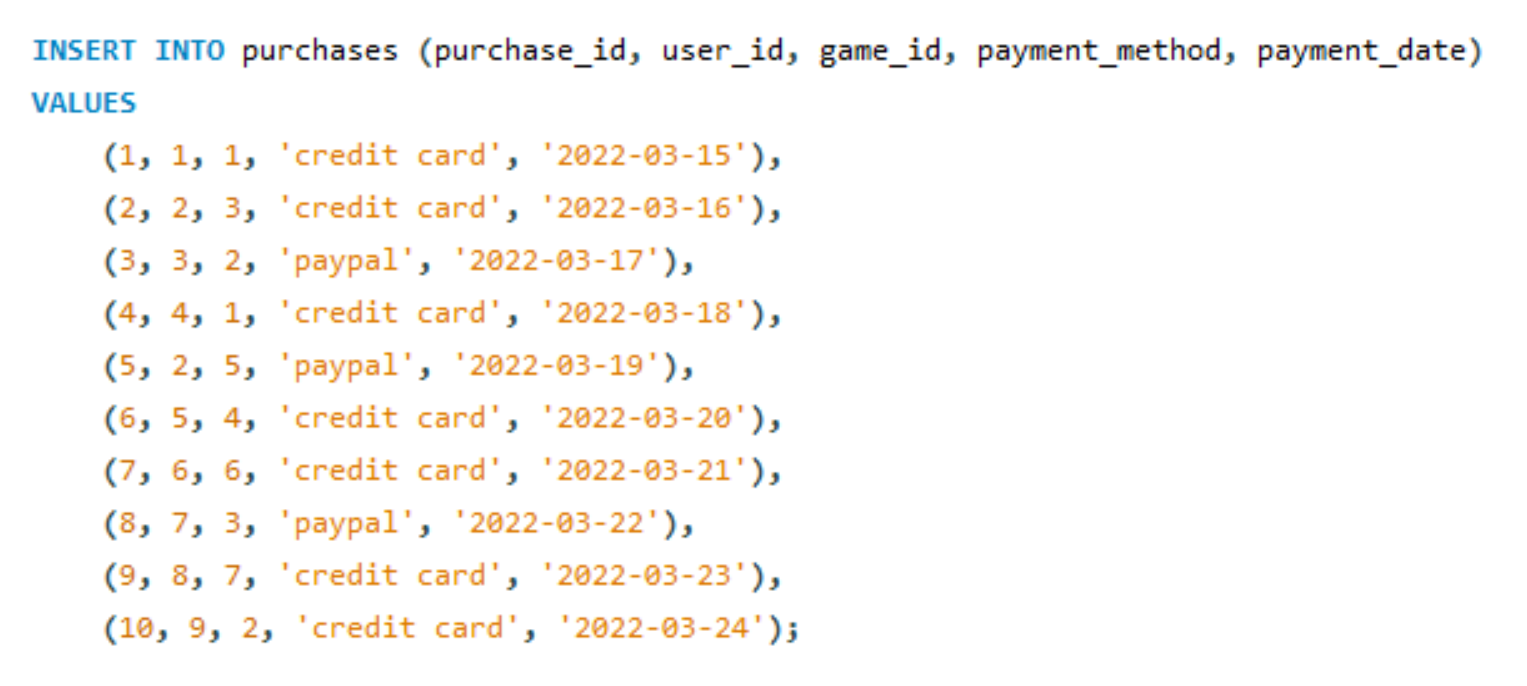 INSERT INTO purchases (purchase_id, user_id, game_id, payment_method, payment_date)
VALUES
(1, 1, 1, 'credit card', '2022-03-15'),
(2, 2, 3, 'credit card', '2022-03-16'),
(3, 3, 2, 'paypal', '2022-03-17'),
(4, 4, 1, 'credit card', '2022-03-18'),
(5, 2, 5, 'paypal', '2022-03-19'),
(6, 5, 4, 'credit card', '2022-03-20'),
(7, 6, 6, 'credit card', '2022-03-21'),
(8, 7, 3, 'paypal', '2022-03-22'),
(9, 8, 7, 'credit card', '2022-03-23'),
(10, 9, 2, 'credit card', '2022-03-24');